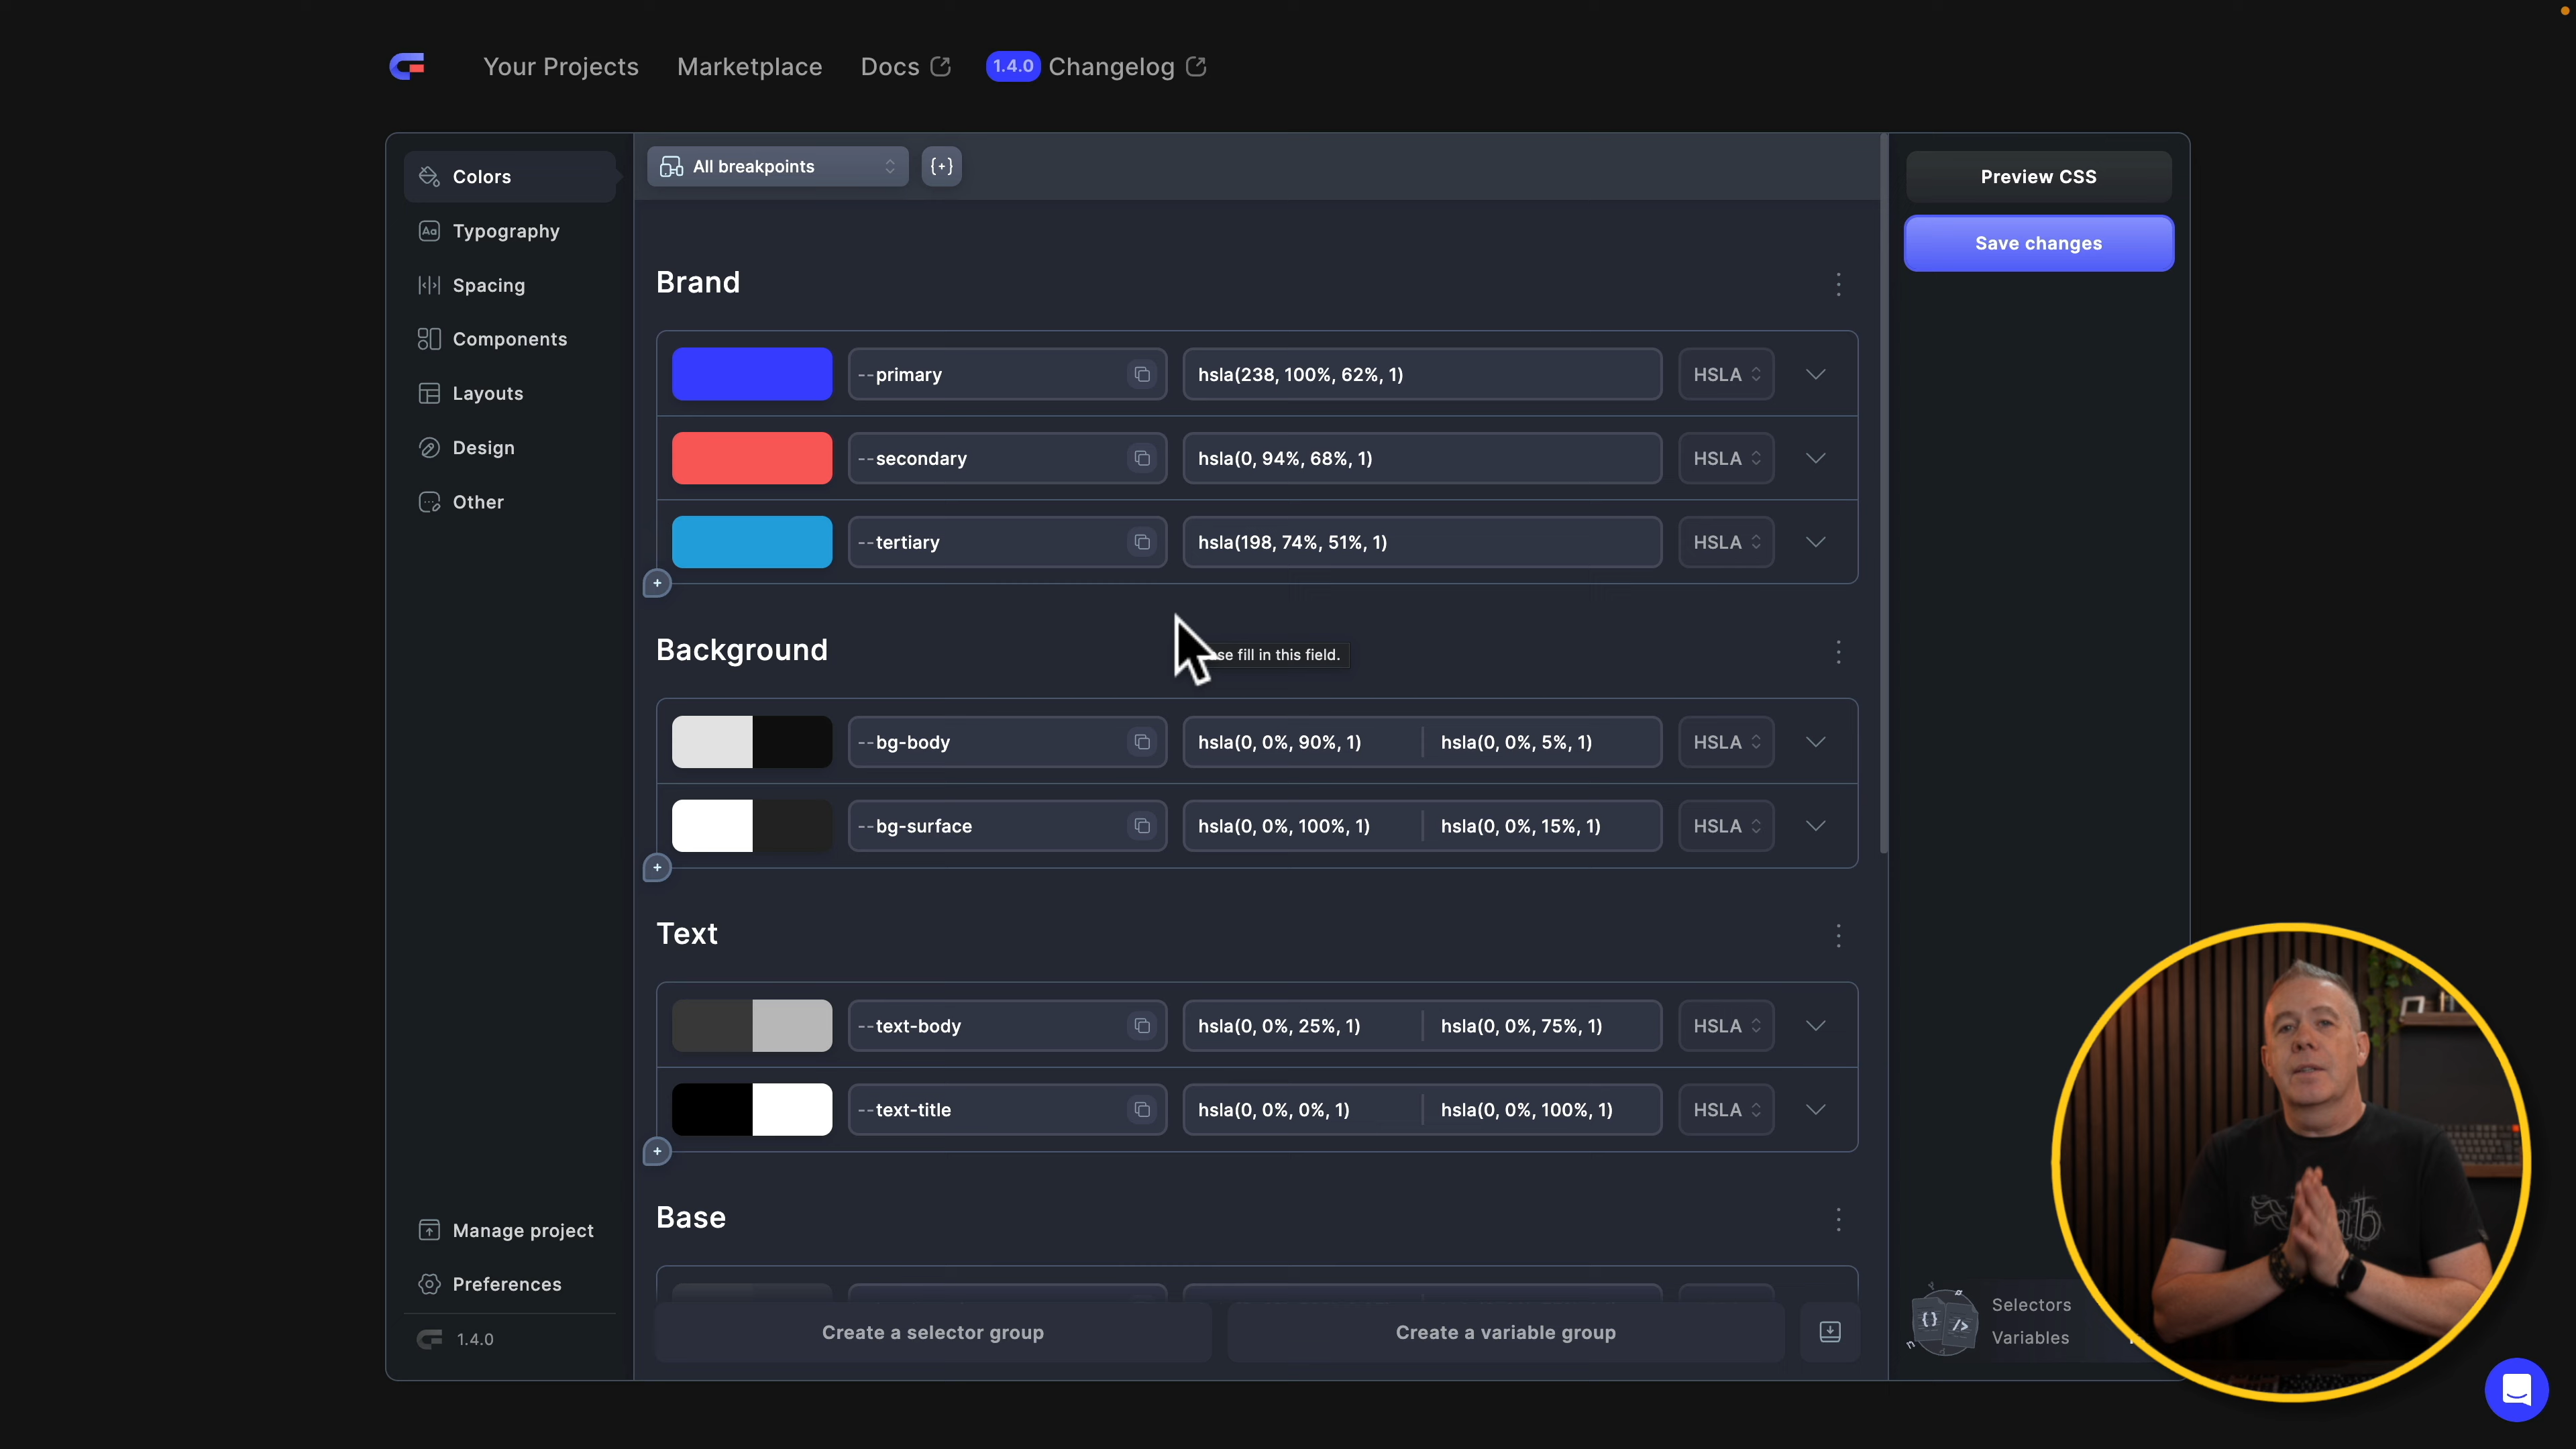 Your Projects
Marketplace
Docs
1.4.0 Changelog
Colors
Typography
Spacing
Components
Layouts
Design
Other
Manage project
Preferences
1.4.0
All breakpoints
{+}
Brand
--primary hsla(238, 100%, 62%, 1) HSLA
--secondary hsla(0, 94%, 68%, 1) HSLA
--tertiary hsla(198, 74%, 51%, 1) HSLA
fill in this field.
Background
--bg-body hsla(0, 0%, 90%, 1) hsla(0, 0%, 5%, 1) HSLA
--bg-surface hsla(0, 0%, 100%, 1) hsla(0, 0%, 15%, 1) HSLA
Text
--text-body hsla(0, 0%, 25%, 1) hsla(0, 0%, 75%, 1) HSLA
--text-title hsla(0, 0%, 0%, 1) hsla(0, 0%, 100%, 1) HSLA
Base
Create a selector group
Create a variable group
Preview CSS
Save changes
Selectors
Variables